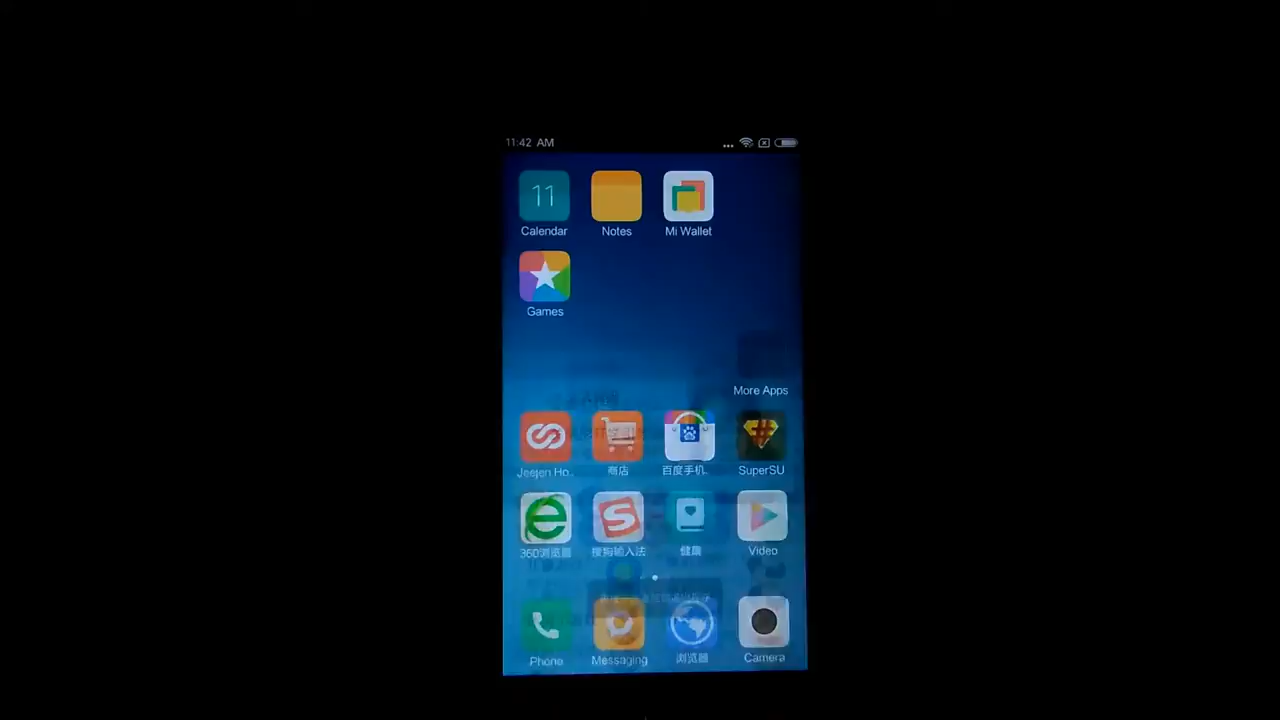 11:42 AM
11
Calendar
Notes
Mi Wallet
Games
More Apps
Jeejen Ho..
商店
百度手机..
SuperSU
360浏览器
搜狗输入法
健康
Video
Phone
Messaging
浏览器
Camera